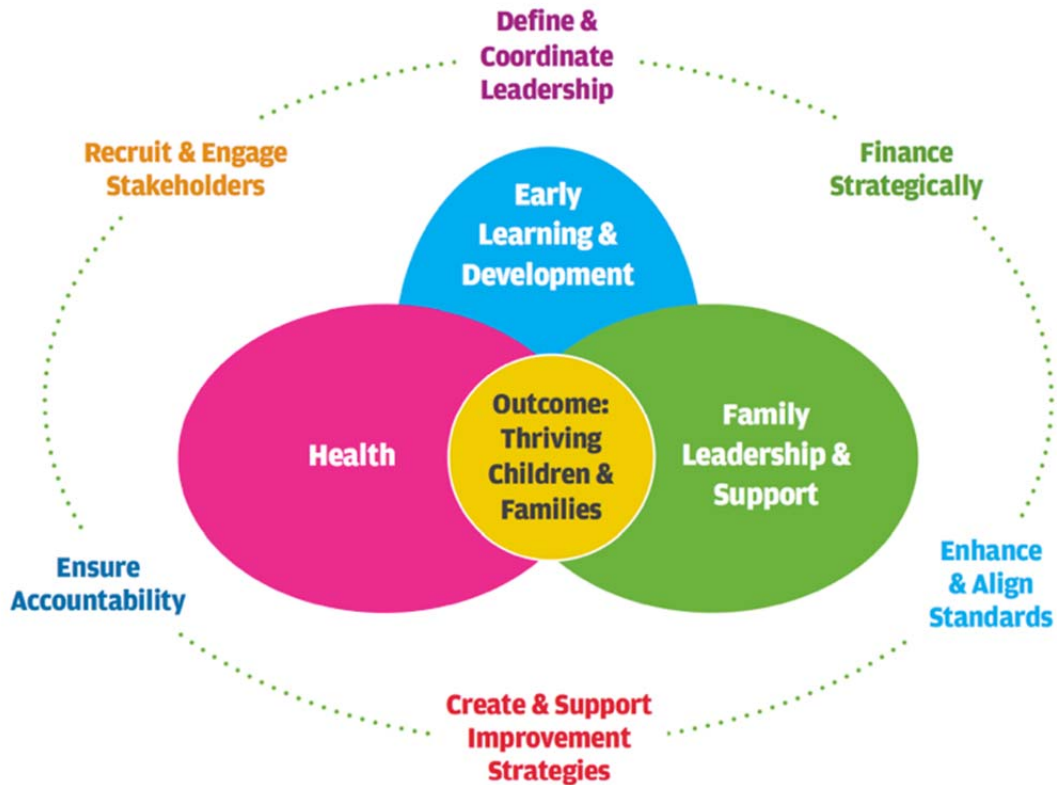 Define &
Coordinate
Leadership
Recruit & Engage
Stakeholders
Finance
Strategically
Early
Learning &
Development
Health
Outcome:
Thriving
Children &
Families
Family
Leadership &
Support
Ensure
Accountability
Enhance
& Align
Standards
Create & Support
Improvement
Strategies